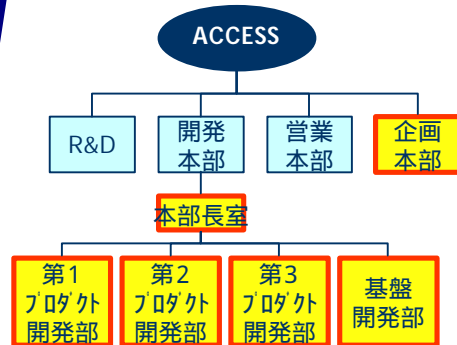 ACCESS
R&D
開発
本部
営業
本部
企画
本部
本部長室
第1
ﾌﾟﾛﾀﾞｸﾄ
開発部
第2
ﾌﾟﾛﾀﾞｸﾄ
開発部
第3
ﾌﾟﾛﾀﾞｸﾄ
開発部
基盤
開発部